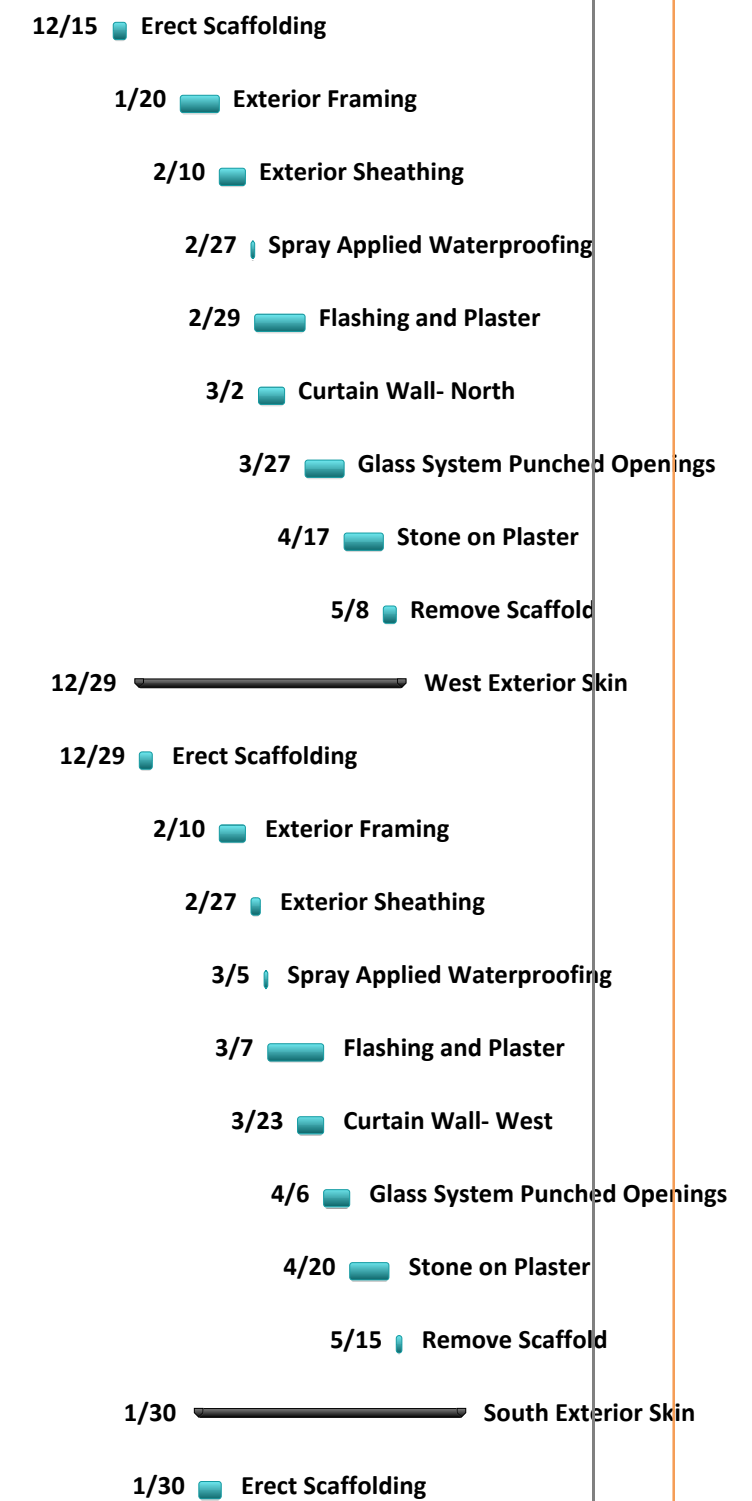 12/15 Erect Scaffolding
1/20 Exterior Framing
2/10 Exterior Sheathing
2/27 Spray Applied Waterproofing
2/29 Flashing and Plaster
3/2 Curtain Wall- North
3/27 Glass System Punched Openings
4/17 Stone on Plaster
5/8 Remove Scaffold
12/29 West Exterior Skin
12/29 Erect Scaffolding
2/10 Exterior Framing
2/27 Exterior Sheathing
3/5 Spray Applied Waterproofing
3/7 Flashing and Plaster
3/23 Curtain Wall- West
4/6 Glass System Punched Openings
4/20 Stone on Plaster
5/15 Remove Scaffold
1/30 South Exterior Skin
1/30 Erect Scaffolding